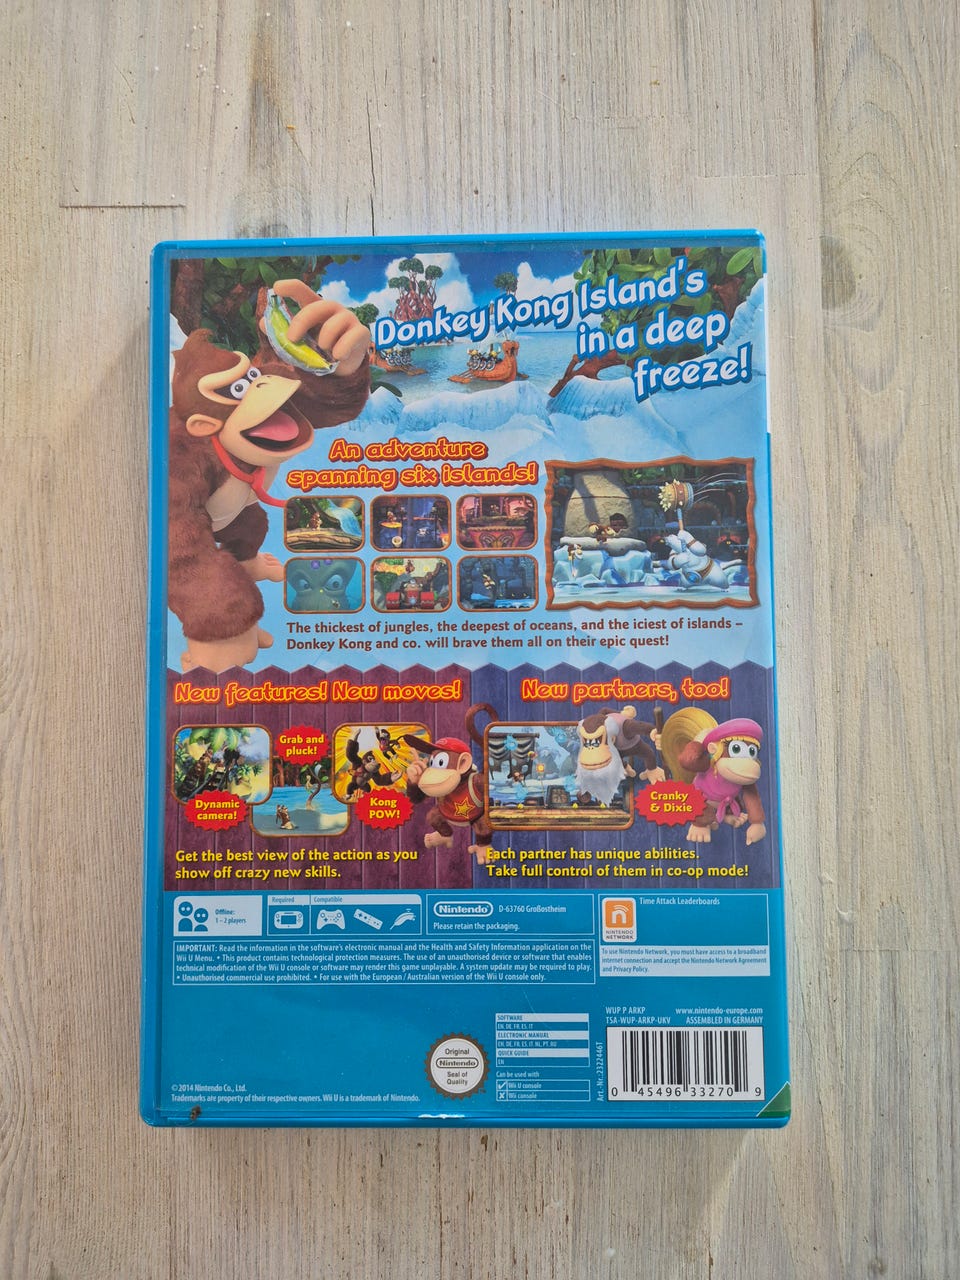 Donkey Kong Island's
in a deep
freeze!
An adventure
spanning six islands!
The thickest of jungles, the deepest of oceans, and the iciest of islands –
Donkey Kong and co. will brave them all on their epic quest!
New features! New moves!
New partners, too!
Grab and
pluck!
Dynamic
camera!
Kong
POW!
Cranky
& Dixie
Get the best view of the action as you
show off crazy new skills.
Each partner has unique abilities.
Take full control of them in co-op mode!
Offline:
1 - 2 players
Required
Compatible
Nintendo
D-63760 Großostheim
Please retain the packaging.
NINTENDO
NETWORK
Time Attack Leaderboards
To use Nintendo Network, you must have access to a broadband
internet connection and accept the Nintendo Network Agreement
and Privacy Policy.
IMPORTANT: Read the information in the software's electronic manual and the Health and Safety Information application on the
Wii U Menu. • This product contains technological protection measures. The use of an unauthorised device or software that enables
technical modification of the Wii U console or software may render this game unplayable. A system update may be required to play.
• Unauthorised commercial use prohibited. • For use with the European / Australian version of the Wii U console only.
WUP P ARKP
www.nintendo-europe.com
TSA-WUP-ARKP-UKV
ASSEMBLED IN GERMANY
SOFTWARE
EN, DE, FR, ES, IT
ELECTRONIC MANUAL
EN, DE, FR, ES, IT, NL, PT, RU
QUICK GUIDE
EN
Can be used with
Wii U console
Wii console
Art.-Nr. 2322446T
0 45496 33270 9
Original
Nintendo
Seal of
Quality
© 2014 Nintendo Co., Ltd.
Trademarks are property of their respective owners. Wii U is a trademark of Nintendo.